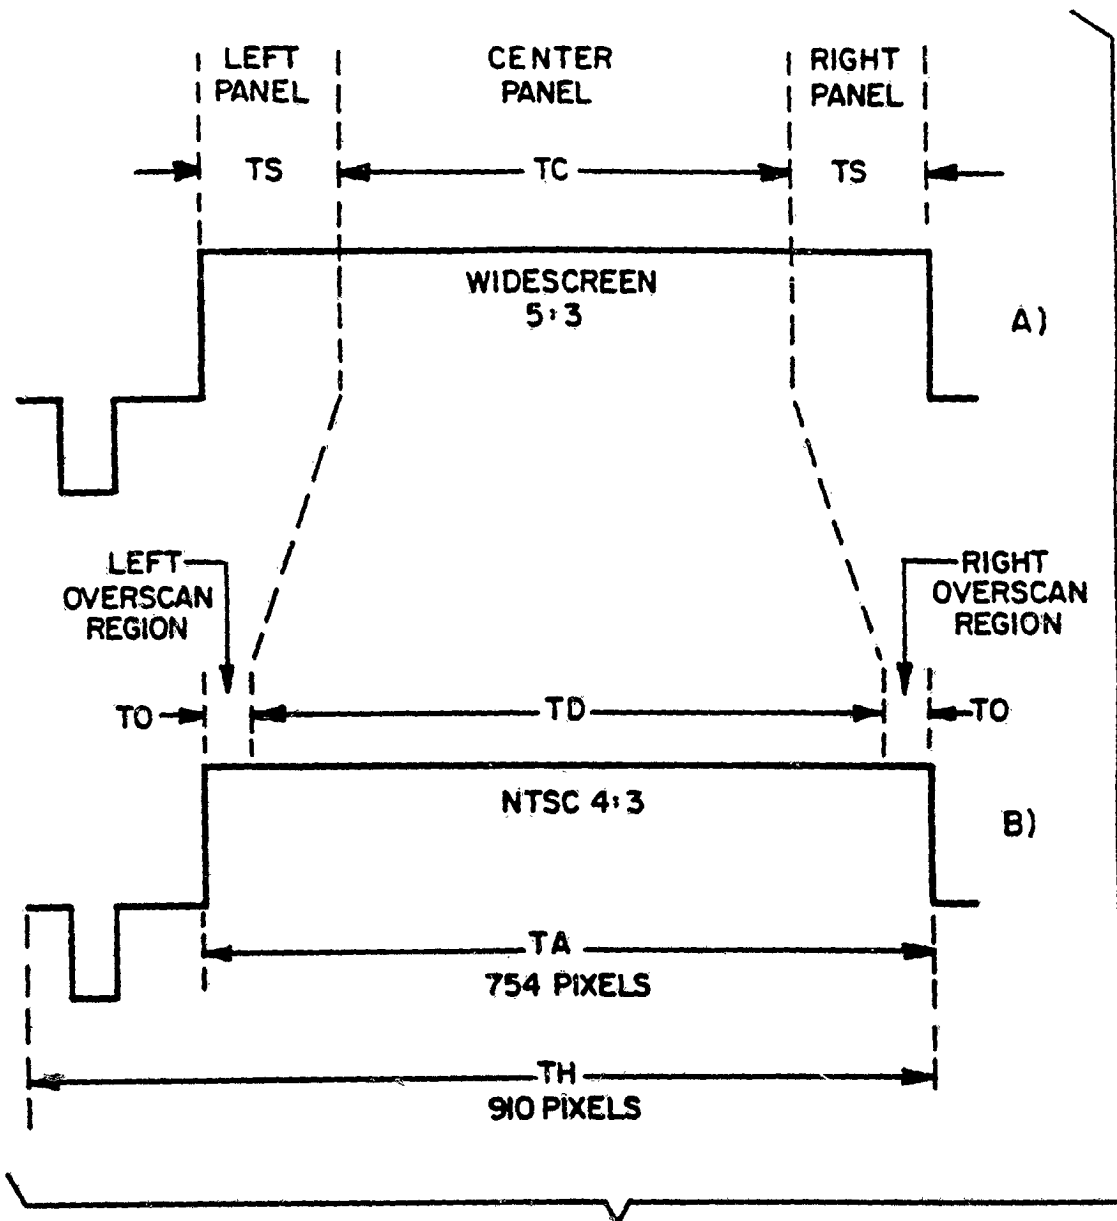 LEFT PANEL
CENTER PANEL
RIGHT PANEL
TS
TC
TS
WIDESCREEN
5:3
A)
LEFT
OVERSCAN
REGION
RIGHT
OVERSCAN
REGION
TO
TD
TO
NTSC 4:3
B)
TA
754 PIXELS
TH
910 PIXELS